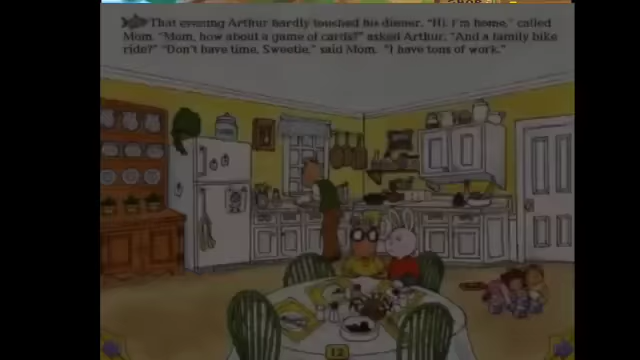 That evening Arthur hardly touched his dinner. "Hi, I'm home," called
Mom. "Mom, how about a game of cards?" asked Arthur. "And a family bike
ride?" "Don't have time, Sweetie," said Mom. "I have tons of work."
12